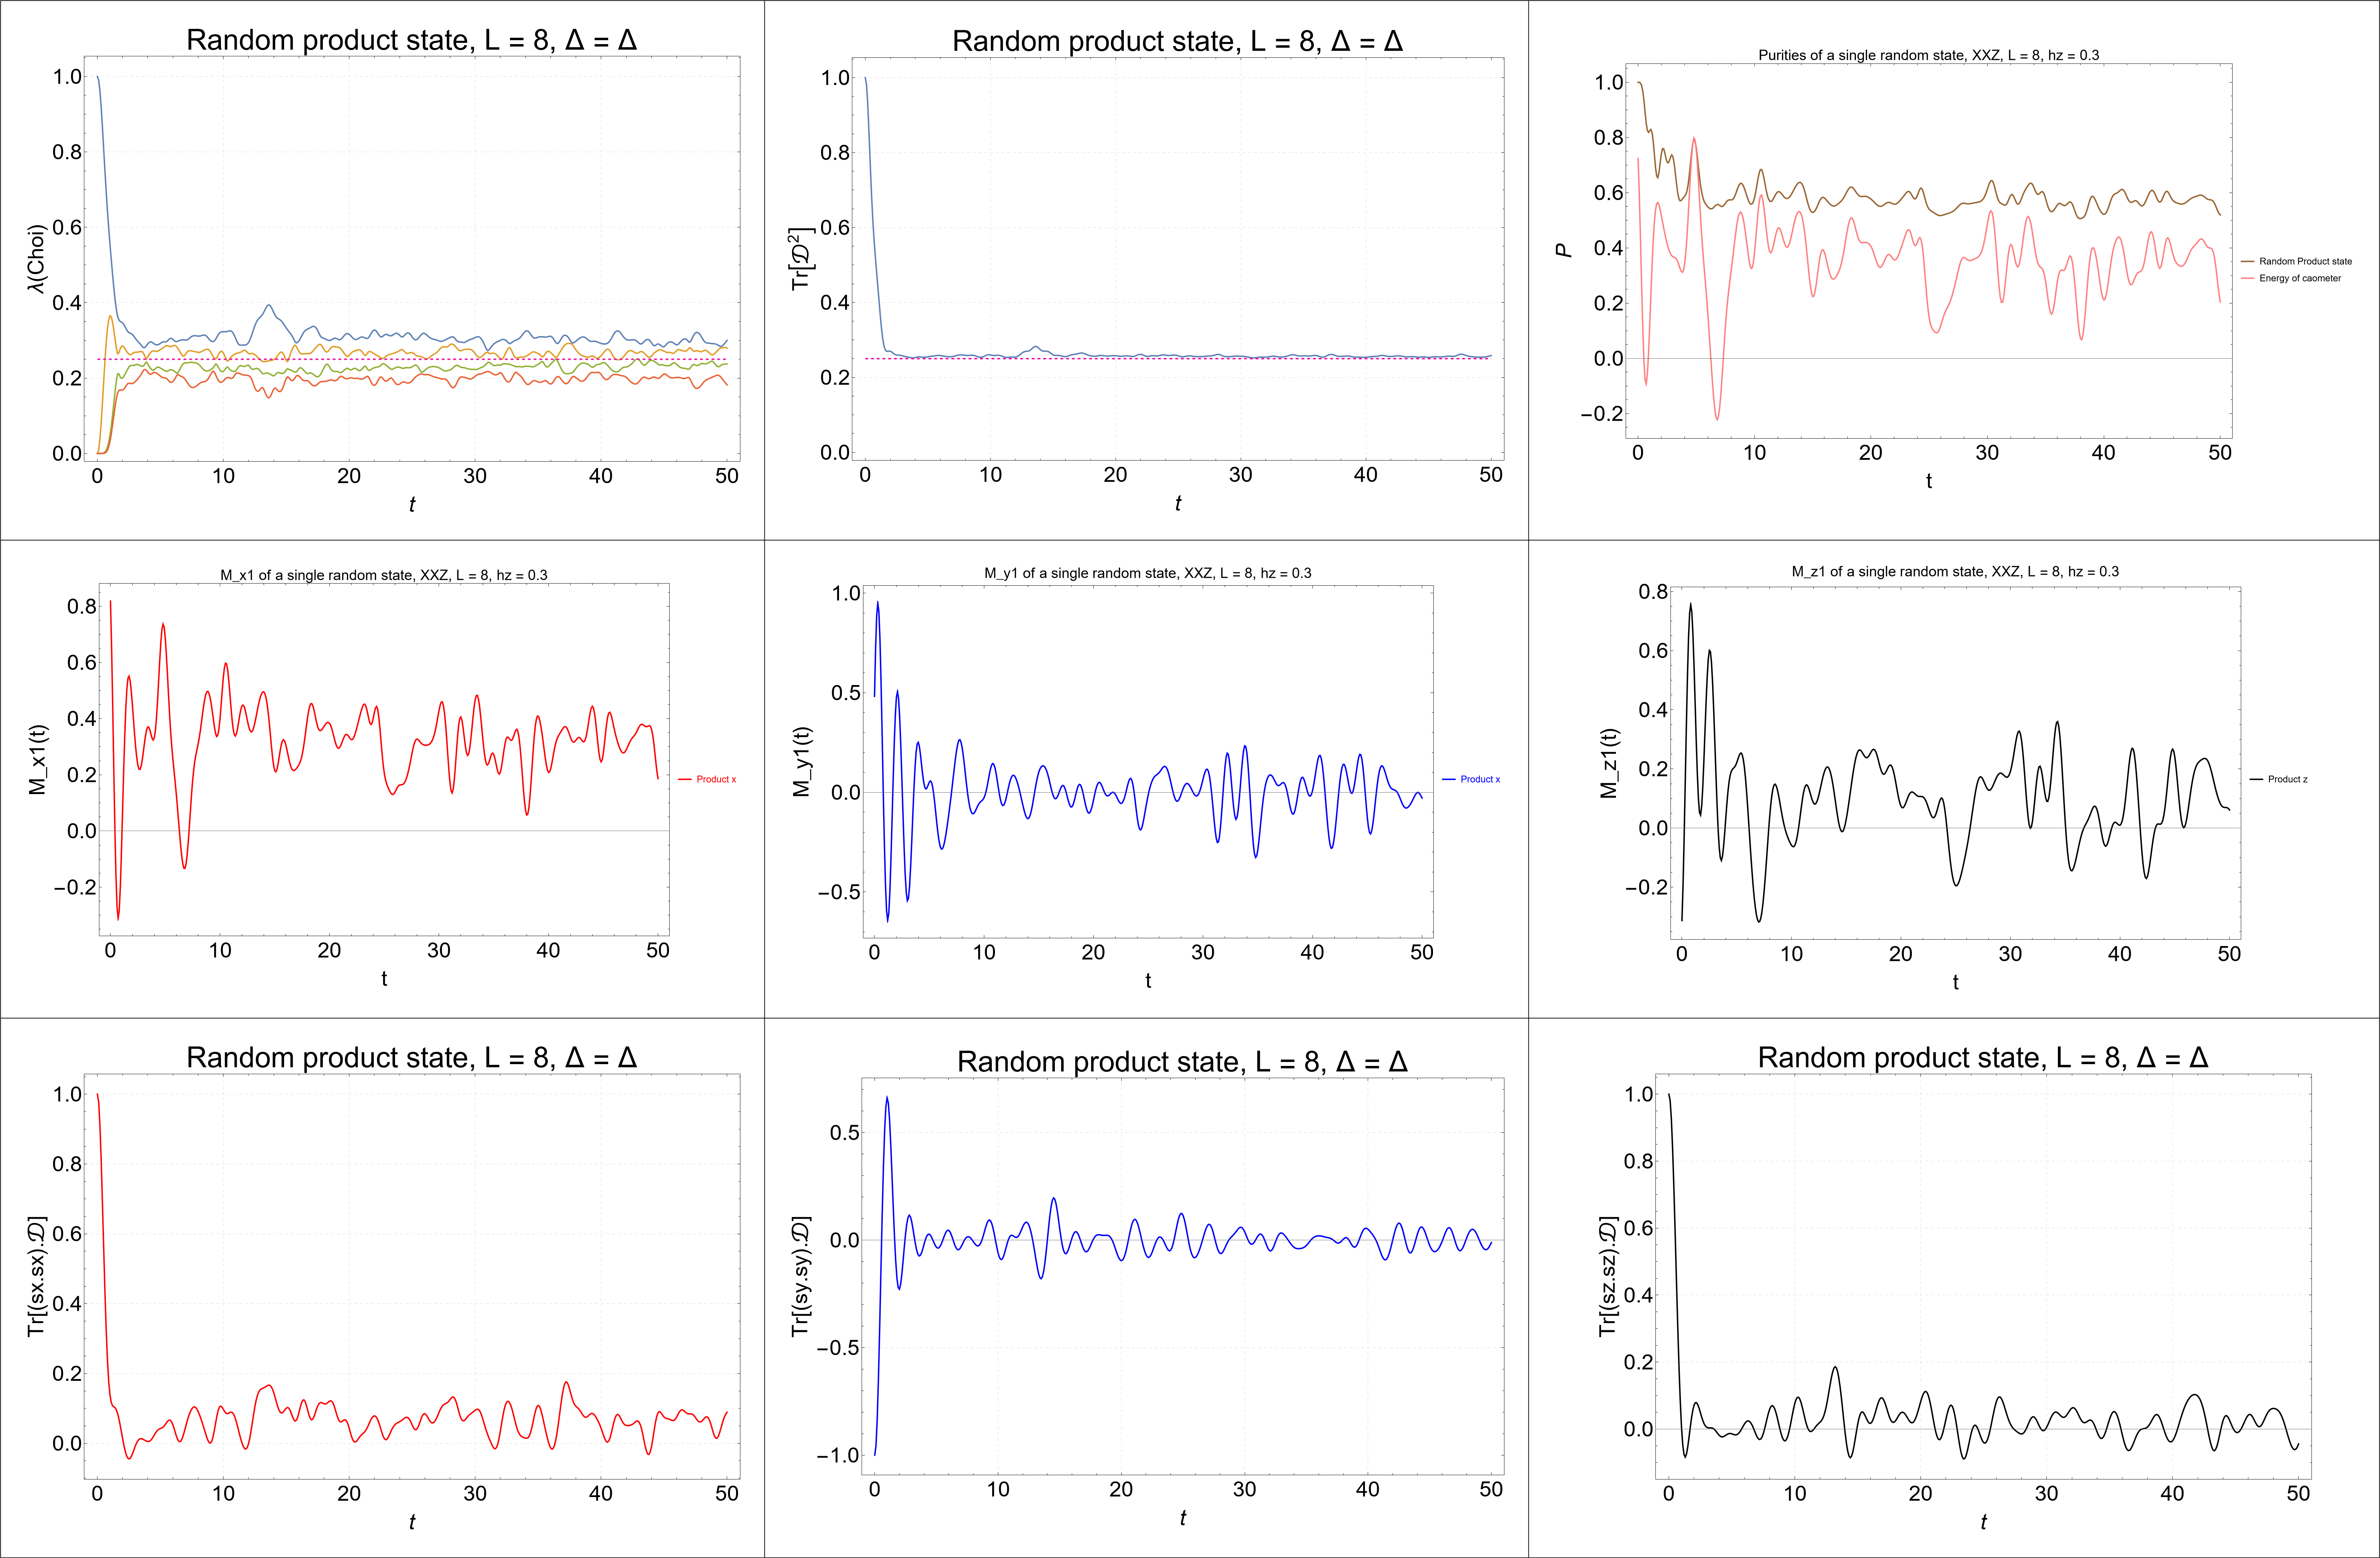 Random product state, L = 8, Δ = Δ
λ(Choi)
1.0
0.8
0.6
0.4
0.2
0.0
0 10 20 30 40 50
t
Random product state, L = 8, Δ = Δ
Tr[𝒟²]
1.0
0.8
0.6
0.4
0.2
0.0
0 10 20 30 40 50
t
Purities of a single random state, XXZ, L = 8, hz = 0.3
P
1.0
0.8
0.6
0.4
0.2
0.0
−0.2
0 10 20 30 40 50
t
Random Product state
Energy of caometer
M_x1 of a single random state, XXZ, L = 8, hz = 0.3
M_x1(t)
0.8
0.6
0.4
0.2
0.0
−0.2
0 10 20 30 40 50
t
Product x
M_y1 of a single random state, XXZ, L = 8, hz = 0.3
M_y1(t)
1.0
0.5
0.0
−0.5
0 10 20 30 40 50
t
Product x
M_z1 of a single random state, XXZ, L = 8, hz = 0.3
M_z1(t)
0.8
0.6
0.4
0.2
0.0
−0.2
0 10 20 30 40 50
t
Product z
Random product state, L = 8, Δ = Δ
Tr[(sx.sx).𝒟]
1.0
0.8
0.6
0.4
0.2
0.0
0 10 20 30 40 50
t
Random product state, L = 8, Δ = Δ
Tr[(sy.sy).𝒟]
0.5
0.0
−0.5
−1.0
0 10 20 30 40 50
t
Random product state, L = 8, Δ = Δ
Tr[(sz.sz).𝒟]
1.0
0.8
0.6
0.4
0.2
0.0
0 10 20 30 40 50
t